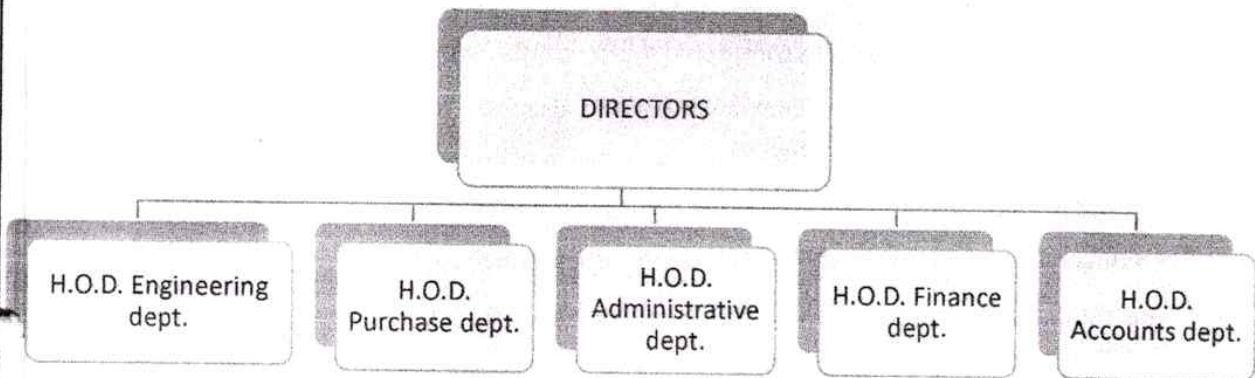 DIRECTORS
H.O.D. Engineering
dept.
H.O.D.
Purchase dept.
H.O.D.
Administrative
dept.
H.O.D. Finance
dept.
H.O.D.
Accounts dept.